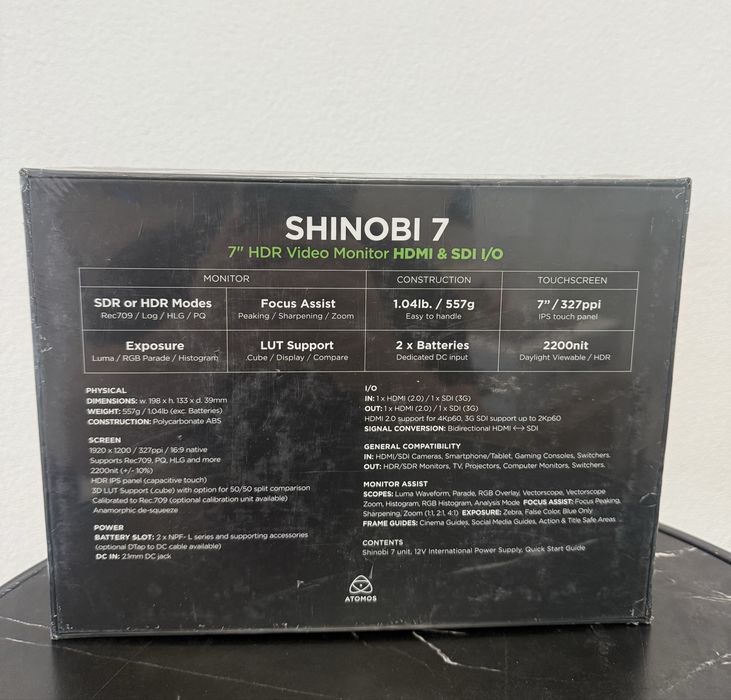 SHINOBI 7
7" HDR Video Monitor HDMI & SDI I/O
MONITOR
CONSTRUCTION
TOUCHSCREEN
SDR or HDR Modes
Rec709 / Log / HLG / PQ
Focus Assist
Peaking / Sharpening / Zoom
1.04lb. / 557g
Easy to handle
7” / 327ppi
IPS touch panel
Exposure
Luma / RGB Parade / Histogram
LUT Support
.Cube / Display / Compare
2 x Batteries
Dedicated DC input
2200nit
Daylight Viewable / HDR
PHYSICAL
DIMENSIONS: w. 198 x h. 133 x d. 39mm
WEIGHT: 557g / 1.04lb (exc. Batteries)
CONSTRUCTION: Polycarbonate ABS
SCREEN
1920 x 1200 / 327ppi / 16:9 native
Supports Rec709, PQ, HLG and more
2200nit (+/- 10%)
HDR IPS panel (capacitive touch)
3D LUT Support (.cube) with option for 50/50 split comparison
Calibrated to Rec.709 (optional calibration unit available)
Anamorphic de-squeeze
POWER
BATTERY SLOT: 2 x NPF- L series and supporting accessories
(optional DTap to DC cable available)
DC IN: 2.1mm DC jack
I/O
IN: 1 x HDMI (2.0) / 1 x SDI (3G)
OUT: 1 x HDMI (2.0) / 1 x SDI (3G)
HDMI 2.0 support for 4Kp60, 3G SDI support up to 2Kp60
SIGNAL CONVERSION: Bidirectional HDMI <-> SDI
GENERAL COMPATIBILITY
IN: HDMI/SDI Cameras, Smartphone/Tablet, Gaming Consoles, Switchers.
OUT: HDR/SDR Monitors, TV, Projectors, Computer Monitors, Switchers.
MONITOR ASSIST
SCOPES: Luma Waveform, Parade, RGB Overlay, Vectorscope, Vectorscope
Zoom, Histogram, RGB Histogram, Analysis Mode FOCUS ASSIST: Focus Peaking,
Sharpening, Zoom (1:1, 2:1, 4:1) EXPOSURE: Zebra, False Color, Blue Only
FRAME GUIDES: Cinema Guides, Social Media Guides, Action & Title Safe Areas
CONTENTS
Shinobi 7 unit, 12V International Power Supply, Quick Start Guide
ATOMOS